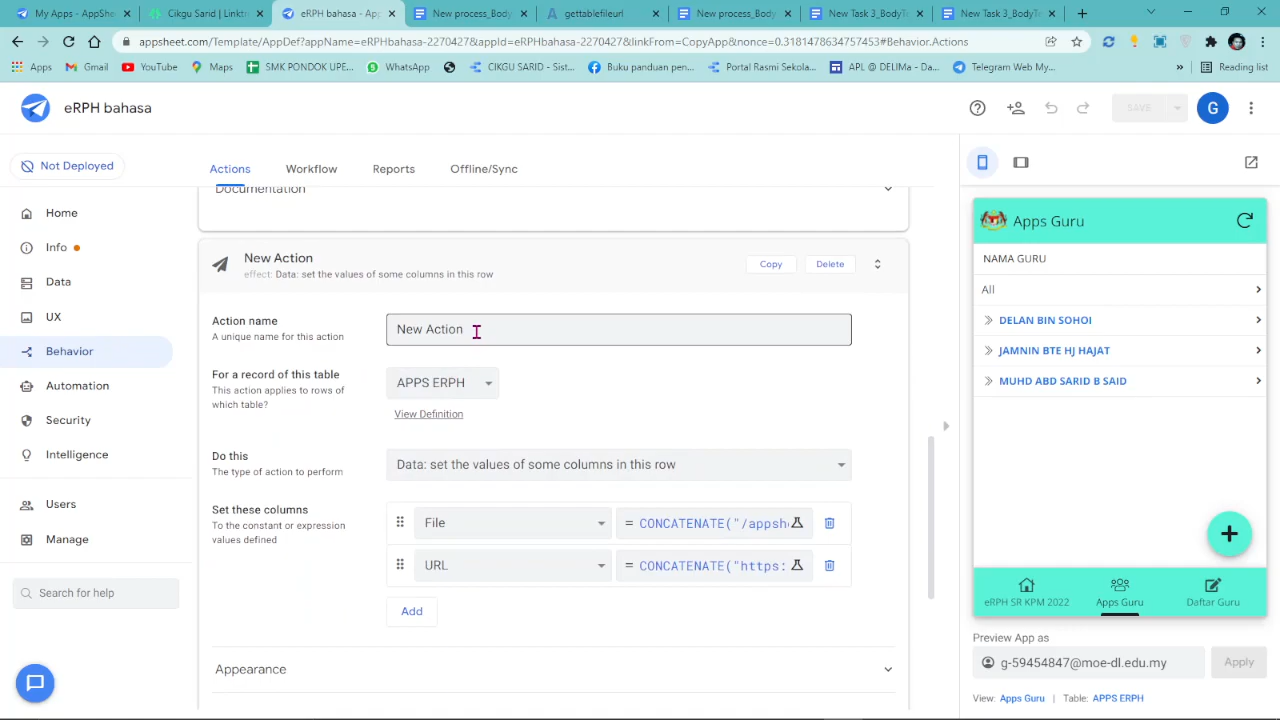 My Apps - AppSheet
Cikgu Sard | Linktr
eRPH bahasa - Ap
New process_Body
gettablefileurl
New process_Body
New Task 3_BodyTe
New Task 3_BodyTe
appsheet.com/Template/AppDef?appName=eRPHbahasa-2270427&appId=eRPHbahasa-2270427&linkFrom=CopyApp&nonce=0.3181478634757453#Behavior.Actions
Apps
Gmail
YouTube
Maps
SMK PONDOK UPE...
WhatsApp
CIKGU SARID - Sist...
Buku panduan pen...
Portal Rasmi Sekola...
APL @ DELIMa - Da...
Telegram Web My...
»
Reading list
eRPH bahasa
SAVE
G
Not Deployed
Actions
Workflow
Reports
Offline/Sync
Home
Info
Data
UX
Behavior
Automation
Security
Intelligence
Users
Manage
Search for help
Documentation
New Action
effect: Data: set the values of some columns in this row
Copy
Delete
Action name
A unique name for this action
New Action
For a record of this table
This action applies to rows of
which table?
APPS ERPH
View Definition
Do this
The type of action to perform
Data: set the values of some columns in this row
Set these columns
To the constant or expression
values defined
File
= CONCATENATE("/appsh
URL
= CONCATENATE("https:
Add
Appearance
Apps Guru
NAMA GURU
All
DELAN BIN SOHOI
JAMNIN BTE HJ HAJAT
MUHD ABD SARID B SAID
+
eRPH SR KPM 2022
Apps Guru
Daftar Guru
Preview App as
g-59454847@moe-dl.edu.my
Apply
View: Apps Guru | Table: APPS ERPH